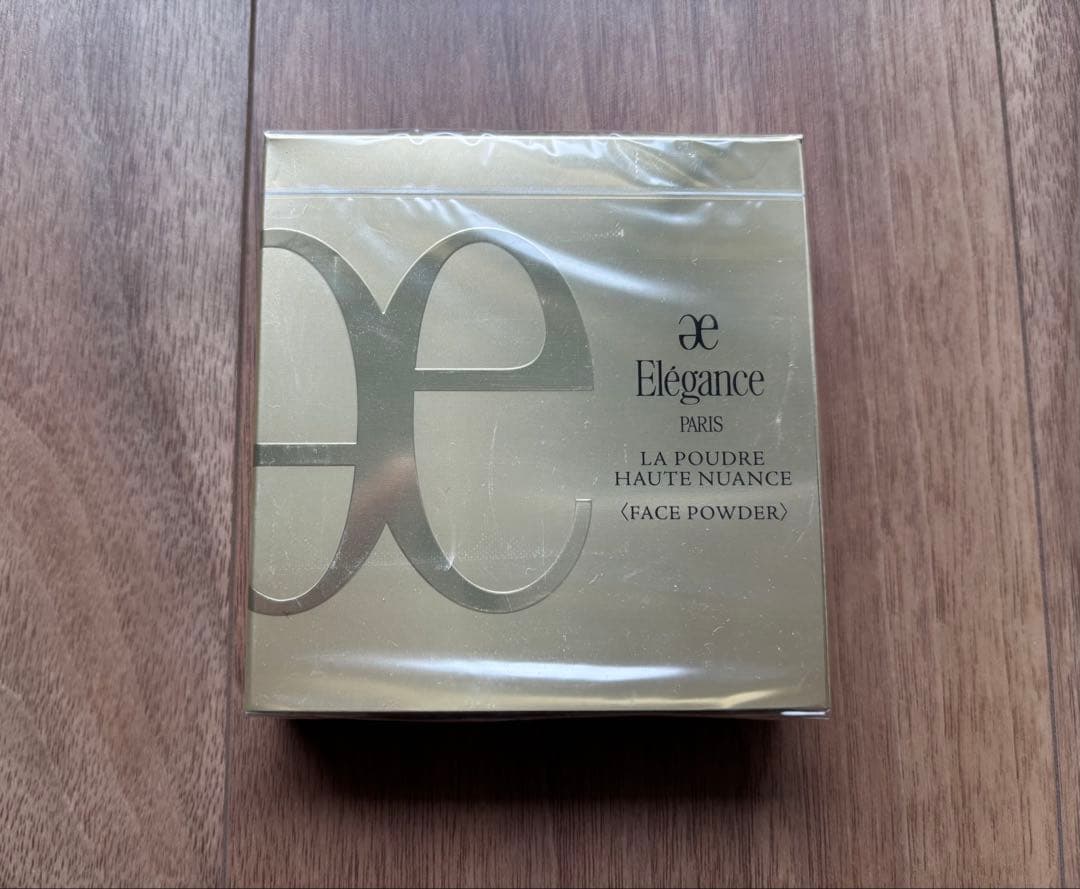 Elégance
PARIS
LA POUDRE
HAUTE NUANCE
〈FACE POWDER〉